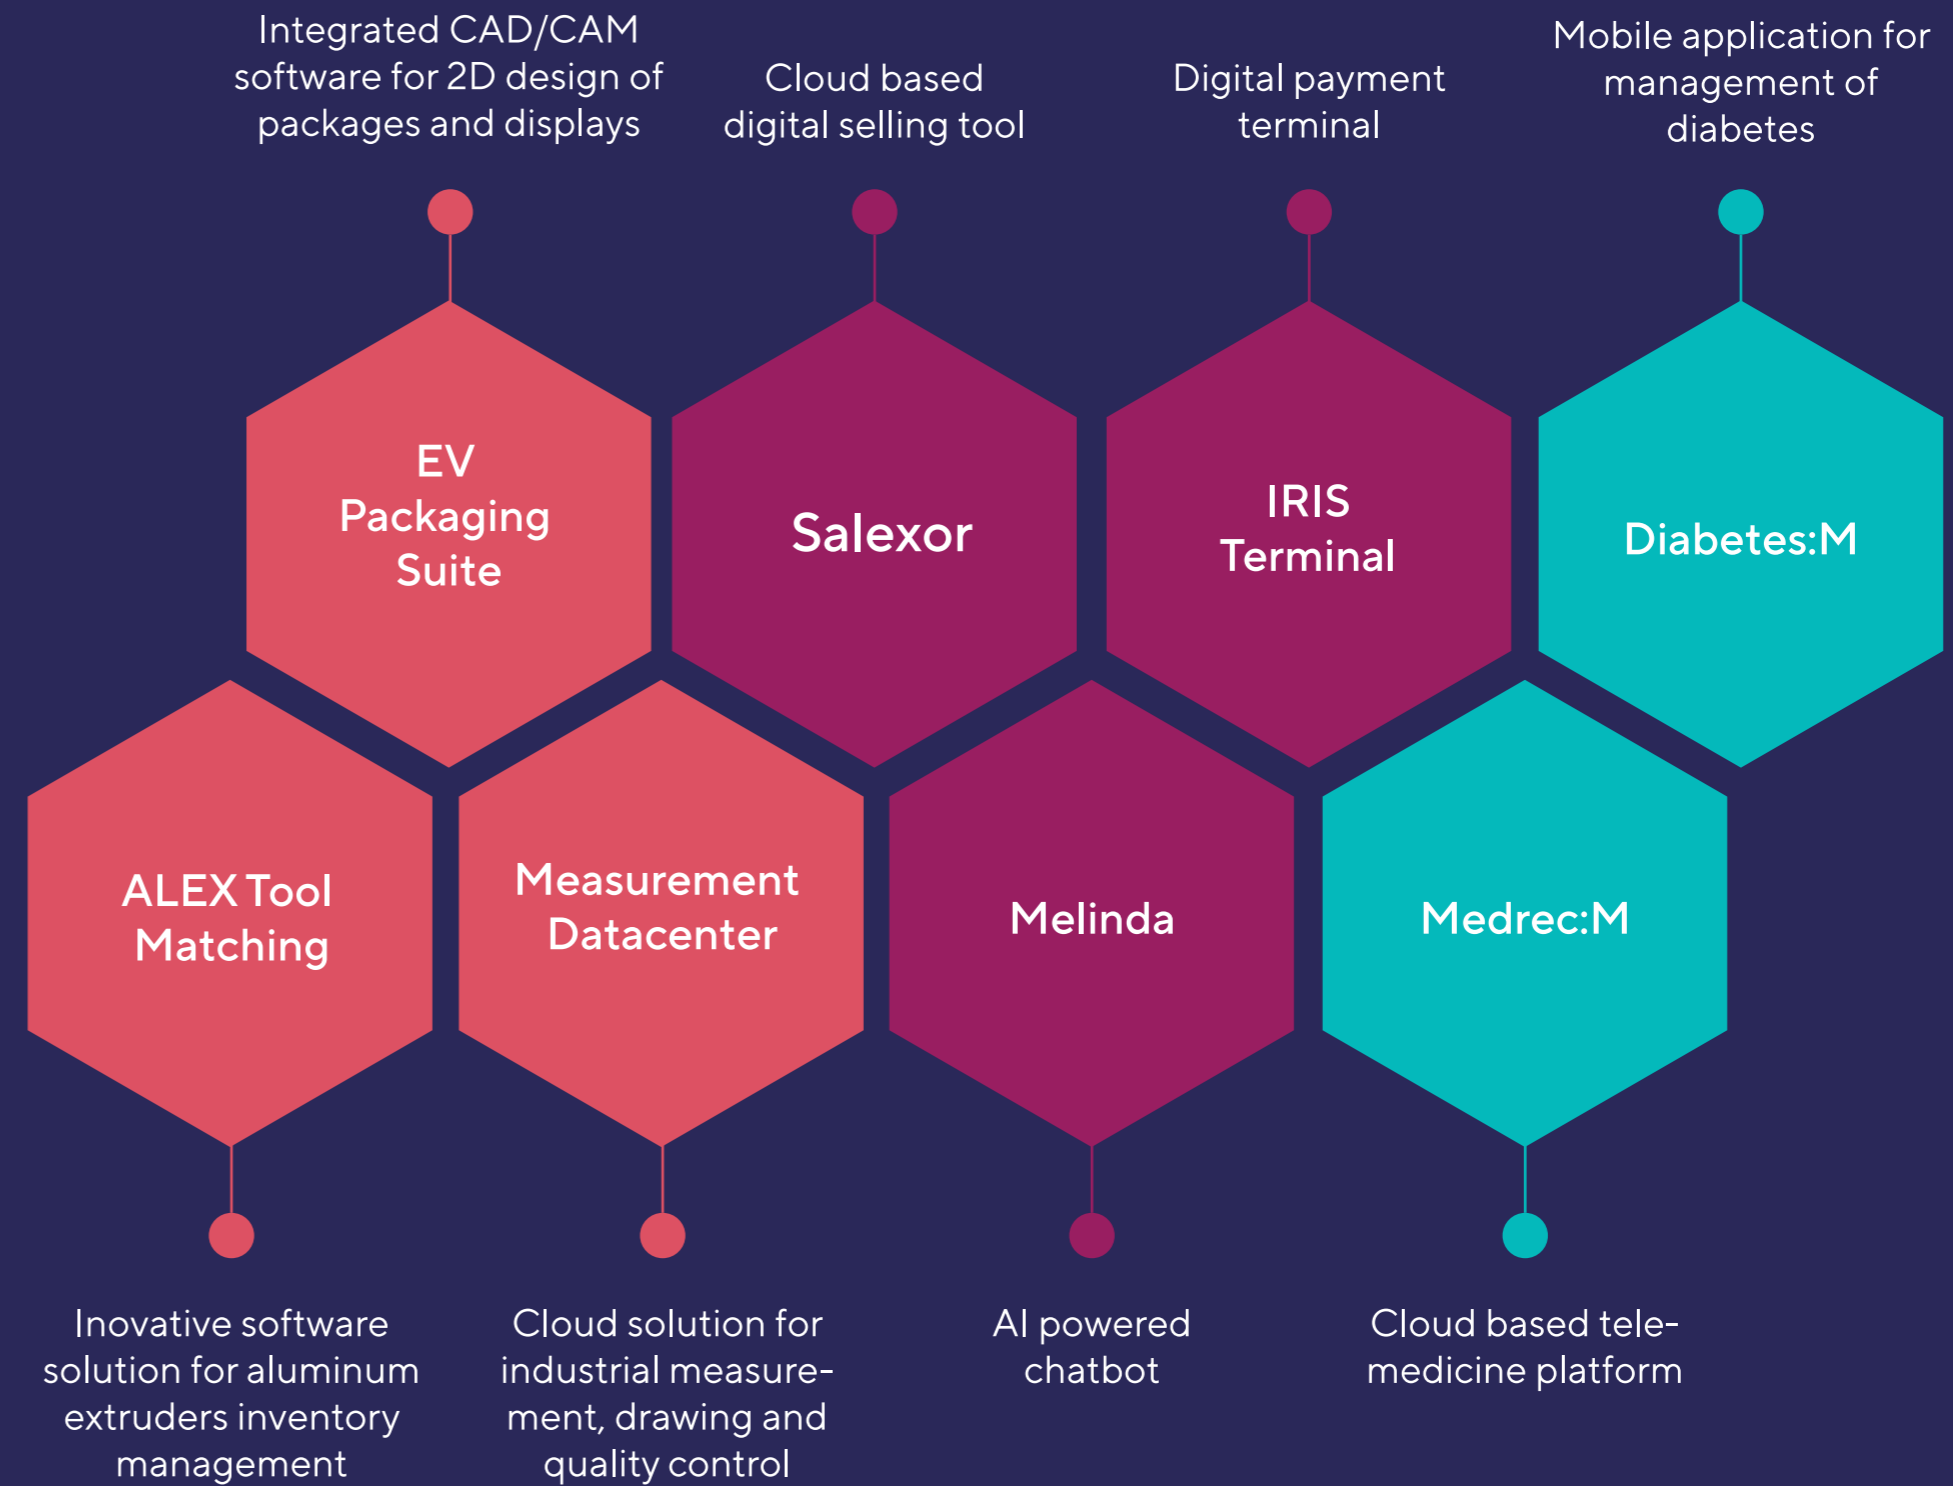 Integrated CAD/CAM
software for 2D design of
packages and displays
Cloud based
digital selling tool
Digital payment
terminal
Mobile application for
management of
diabetes
EV
Packaging
Suite
Salexor
IRIS
Terminal
Diabetes:M
ALEX Tool
Matching
Measurement
Datacenter
Melinda
Medrec:M
Inovative software
solution for aluminum
extruders inventory
management
Cloud solution for
industrial measure-
ment, drawing and
quality control
AI powered
chatbot
Cloud based tele-
medicine platform